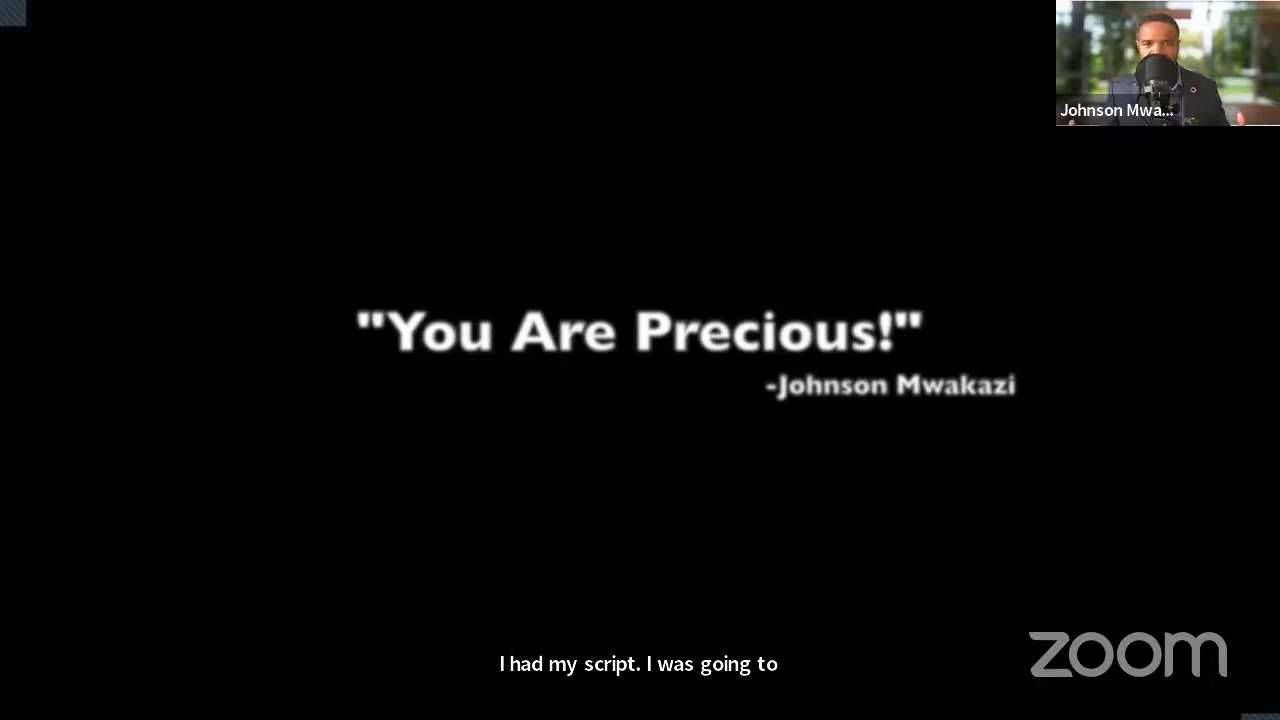 Johnson Mwa...
"You Are Precious!"
-Johnson Mwakazi
I had my script. I was going to
zoom